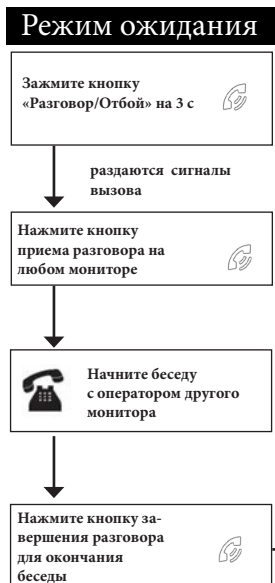 Режим ожидания
Зажмите кнопку
«Разговор/Отбой» на 3 с
раздаются сигналы
вызова
Нажмите кнопку
приема разговора на
любом мониторе
Начните беседу
с оператором другого
монитора
Нажмите кнопку за-
вершения разговора
для окончания
беседы